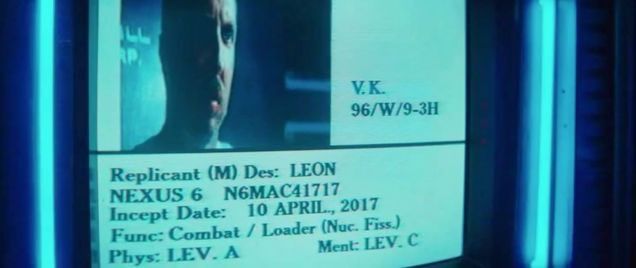 V.K.
96/W/9-3H
Replicant (M) Des: LEON
NEXUS 6 N6MAC41717
Incept Date: 10 APRIL., 2017
Func: Combat / Loader (Nuc. Fiss.)
Phys: LEV. A Ment: LEV. C